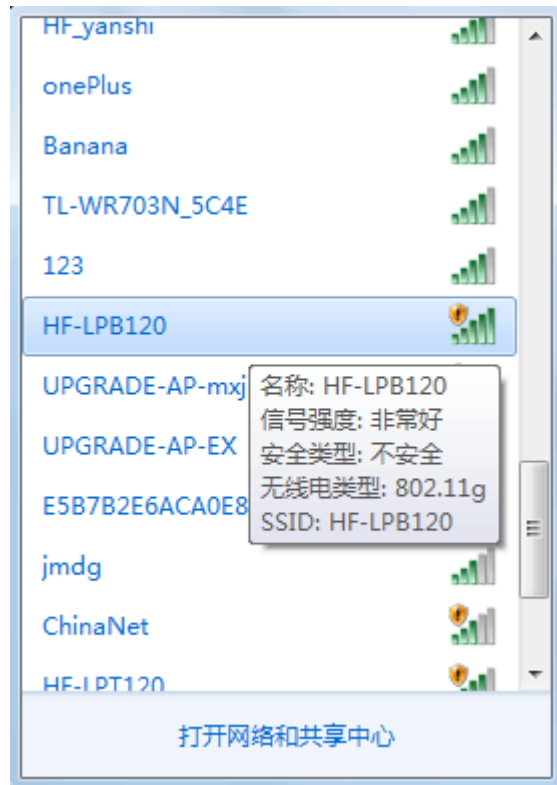 HF_yanshi
onePlus
Banana
TL-WR703N_5C4E
123
HF-LPB120
UPGRADE-AP-mxj
名称: HF-LPB120
信号强度: 非常好
UPGRADE-AP-EX
安全类型: 不安全
无线电类型: 802.11g
E5B7B2E6ACA0E8
SSID: HF-LPB120
jmdg
ChinaNet
HF-LPT120
打开网络和共享中心